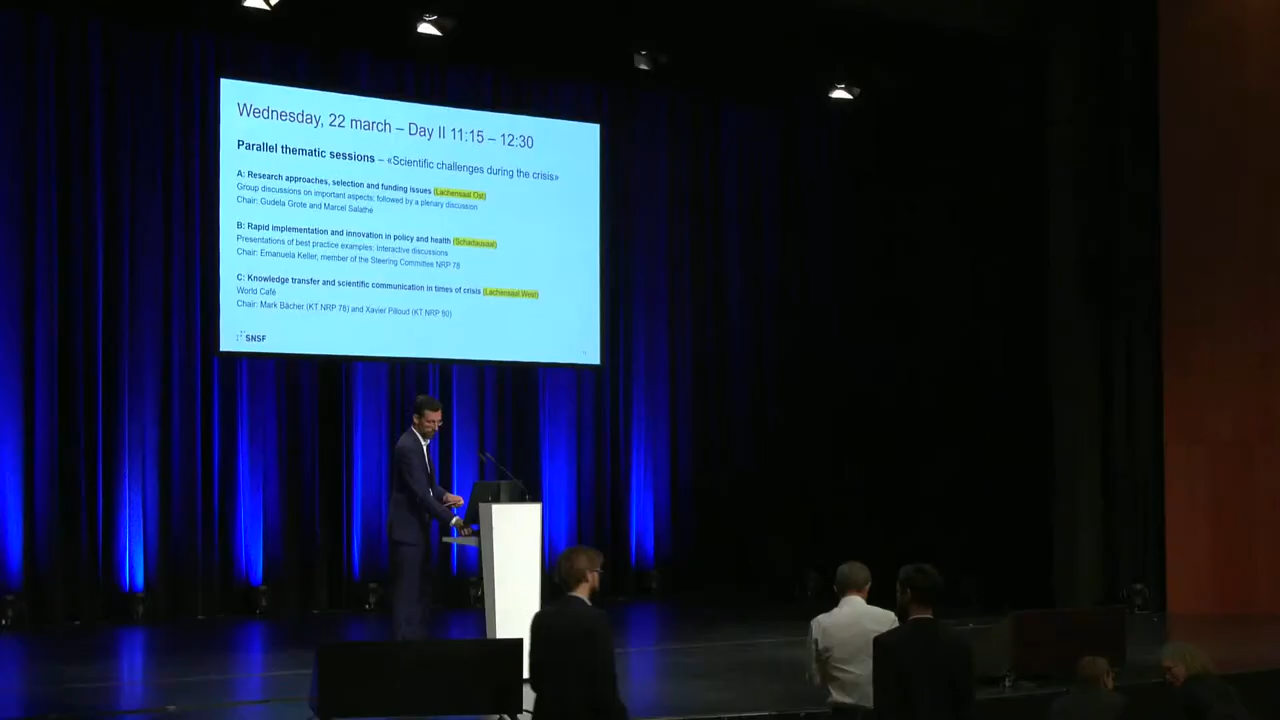 Wednesday, 22 march – Day II 11:15 – 12:30
Parallel thematic sessions – «Scientific challenges during the crisis»
A: Research approaches, selection and funding issues (Lachensaal Ost)
Group discussions on important aspects; followed by a plenary discussion
Chair: Gudela Grote and Marcel Salathé
B: Rapid implementation and innovation in policy and health (Schadausaal)
Presentations of best practice examples; Interactive discussions
Chair: Emanuela Keller, member of the Steering Committee NRP 78
C: Knowledge transfer and scientific communication in times of crisis (Lachensaal West)
World Café
Chair: Mark Bächer (KT NRP 78) and Xavier Pilloud (KT NRP 80)
SNSF